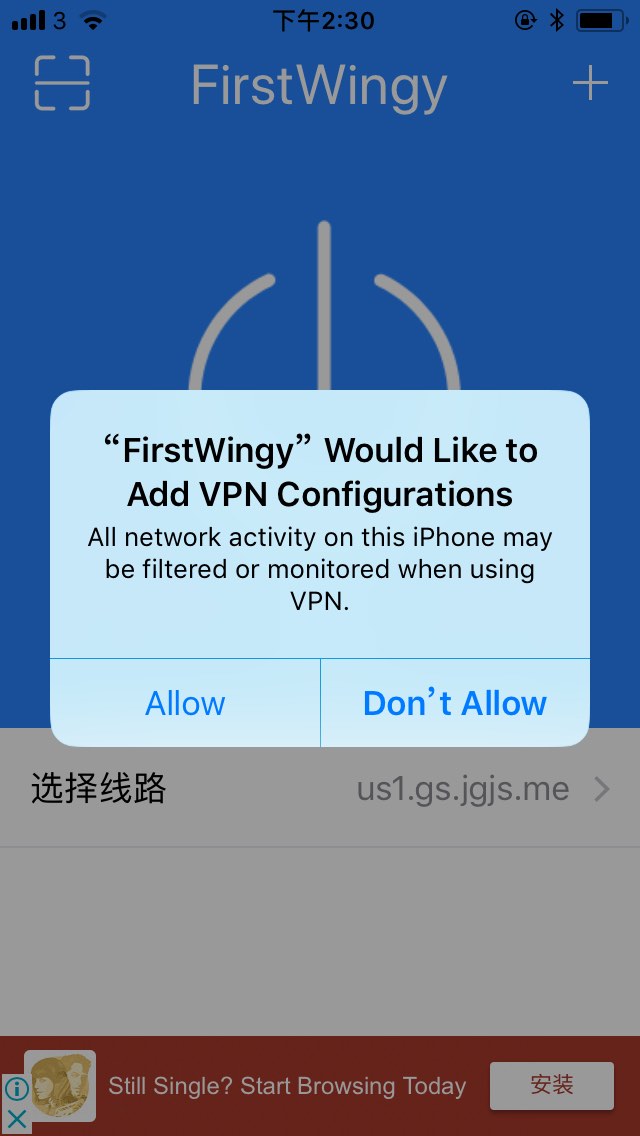 3 下午2:30
FirstWingy
“FirstWingy” Would Like to
Add VPN Configurations
All network activity on this iPhone may
be filtered or monitored when using
VPN.
Allow Don’t Allow
选择线路 us1.gs.jgjs.me
Still Single? Start Browsing Today 安装